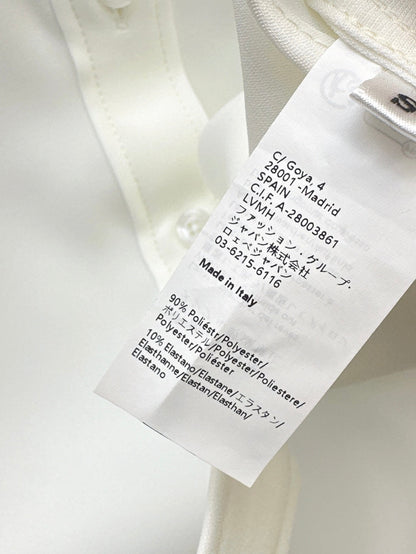 C/ Goya, 4
28001 -Madrid
SPAIN
C.I.F. A-28003861
LVMH
ファッション・グループ・
ジャパン株式会社
ロエベジャパン
03-6215-6116
Made in Italy
90% Poliéstr/Polyester/
ポリエステル/Polyester/Poliestere/
Polyester/Poliéster
10% Elastano/Elastane/エラスタン/
Elasthanne/Elastan/Elasthan/
Elastano
S